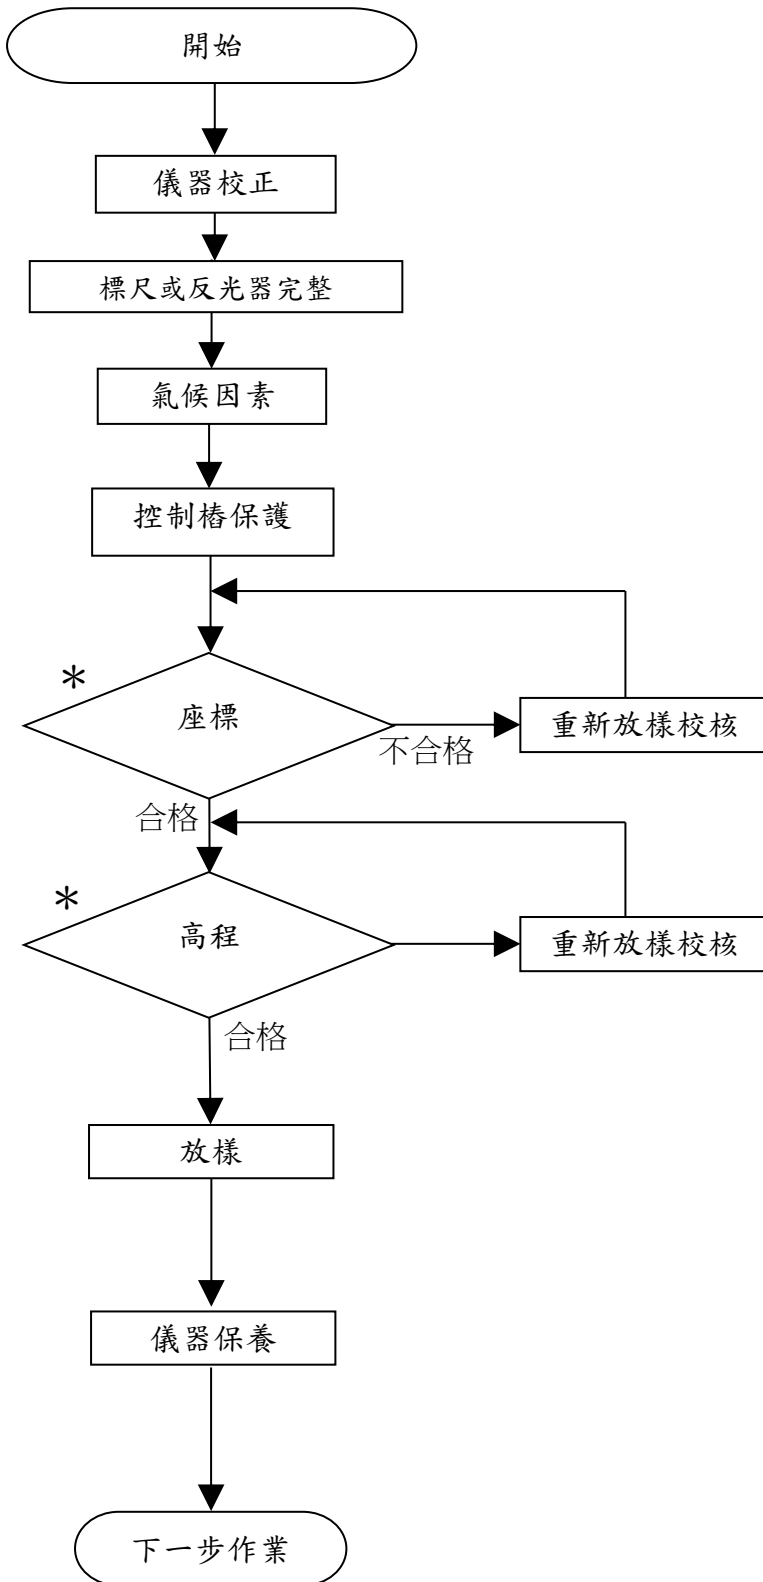 開始
儀器校正
標尺或反光器完整
氣候因素
控制樁保護
*
座標
不合格
重新放樣校核
合格
*
高程
重新放樣校核
合格
放樣
儀器保養
下一步作業